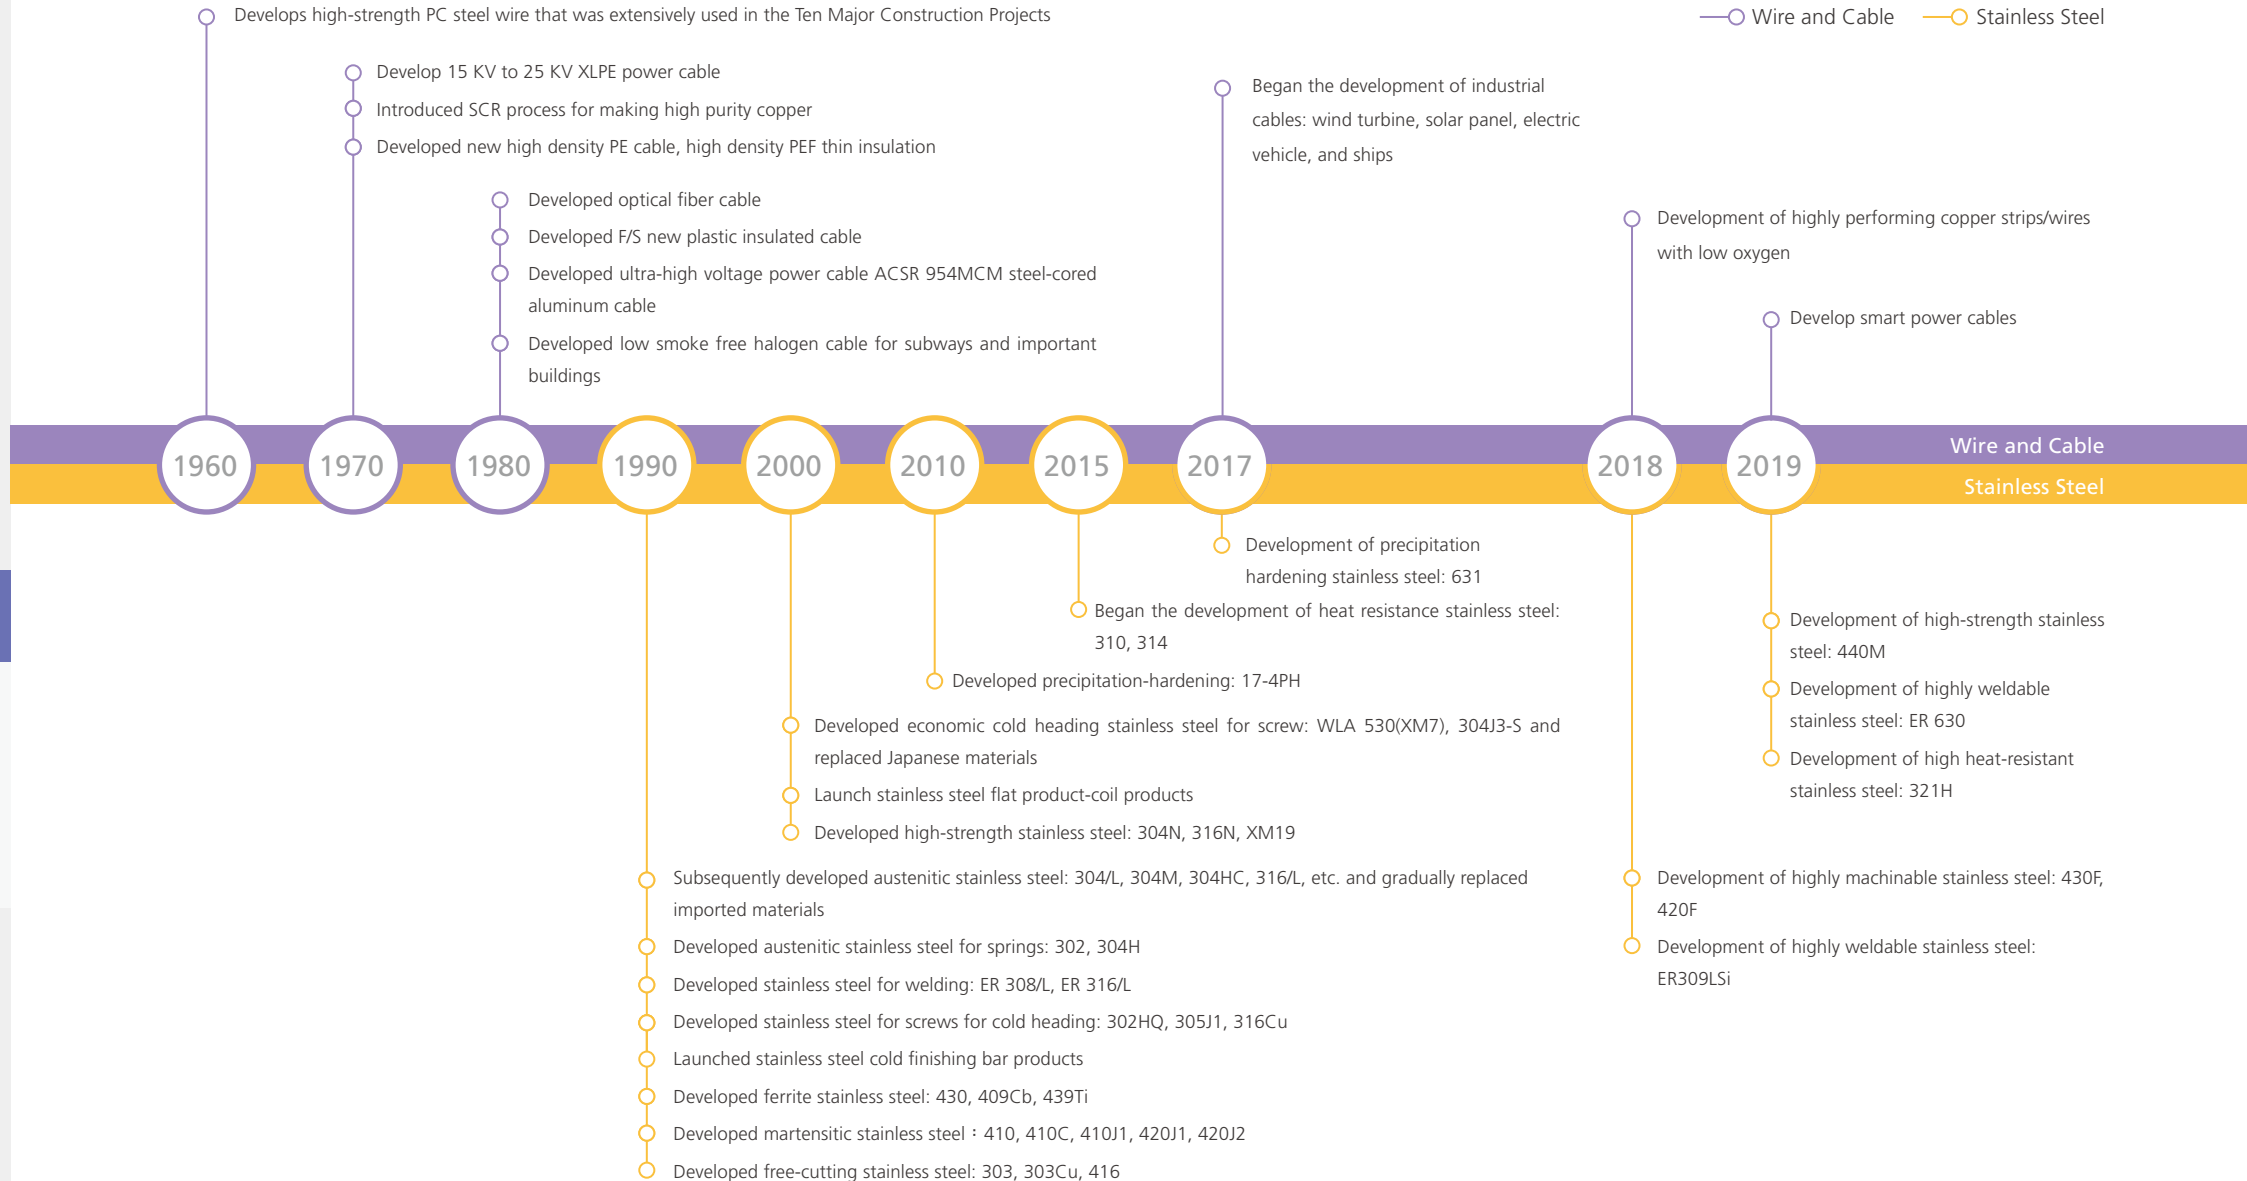 Develops high-strength PC steel wire that was extensively used in the Ten Major Construction Projects
Wire and Cable
Stainless Steel
Develop 15 KV to 25 KV XLPE power cable
Introduced SCR process for making high purity copper
Developed new high density PE cable, high density PEF thin insulation
Developed optical fiber cable
Developed F/S new plastic insulated cable
Developed ultra-high voltage power cable ACSR 954MCM steel-cored
aluminum cable
Developed low smoke free halogen cable for subways and important
buildings
Began the development of industrial
cables: wind turbine, solar panel, electric
vehicle, and ships
Development of highly performing copper strips/wires
with low oxygen
Develop smart power cables
1960
1970
1980
1990
2000
2010
2015
2017
2018
2019
Wire and Cable
Stainless Steel
Development of precipitation
hardening stainless steel: 631
Began the development of heat resistance stainless steel:
310, 314
Developed precipitation-hardening: 17-4PH
Developed economic cold heading stainless steel for screw: WLA 530(XM7), 304J3-S and
replaced Japanese materials
Launch stainless steel flat product-coil products
Developed high-strength stainless steel: 304N, 316N, XM19
Subsequently developed austenitic stainless steel: 304/L, 304M, 304HC, 316/L, etc. and gradually replaced
imported materials
Developed austenitic stainless steel for springs: 302, 304H
Developed stainless steel for welding: ER 308/L, ER 316/L
Developed stainless steel for screws for cold heading: 302HQ, 305J1, 316Cu
Launched stainless steel cold finishing bar products
Developed ferrite stainless steel: 430, 409Cb, 439Ti
Developed martensitic stainless steel：410, 410C, 410J1, 420J1, 420J2
Developed free-cutting stainless steel: 303, 303Cu, 416
Development of high-strength stainless
steel: 440M
Development of highly weldable
stainless steel: ER 630
Development of high heat-resistant
stainless steel: 321H
Development of highly machinable stainless steel: 430F,
420F
Development of highly weldable stainless steel:
ER309LSi